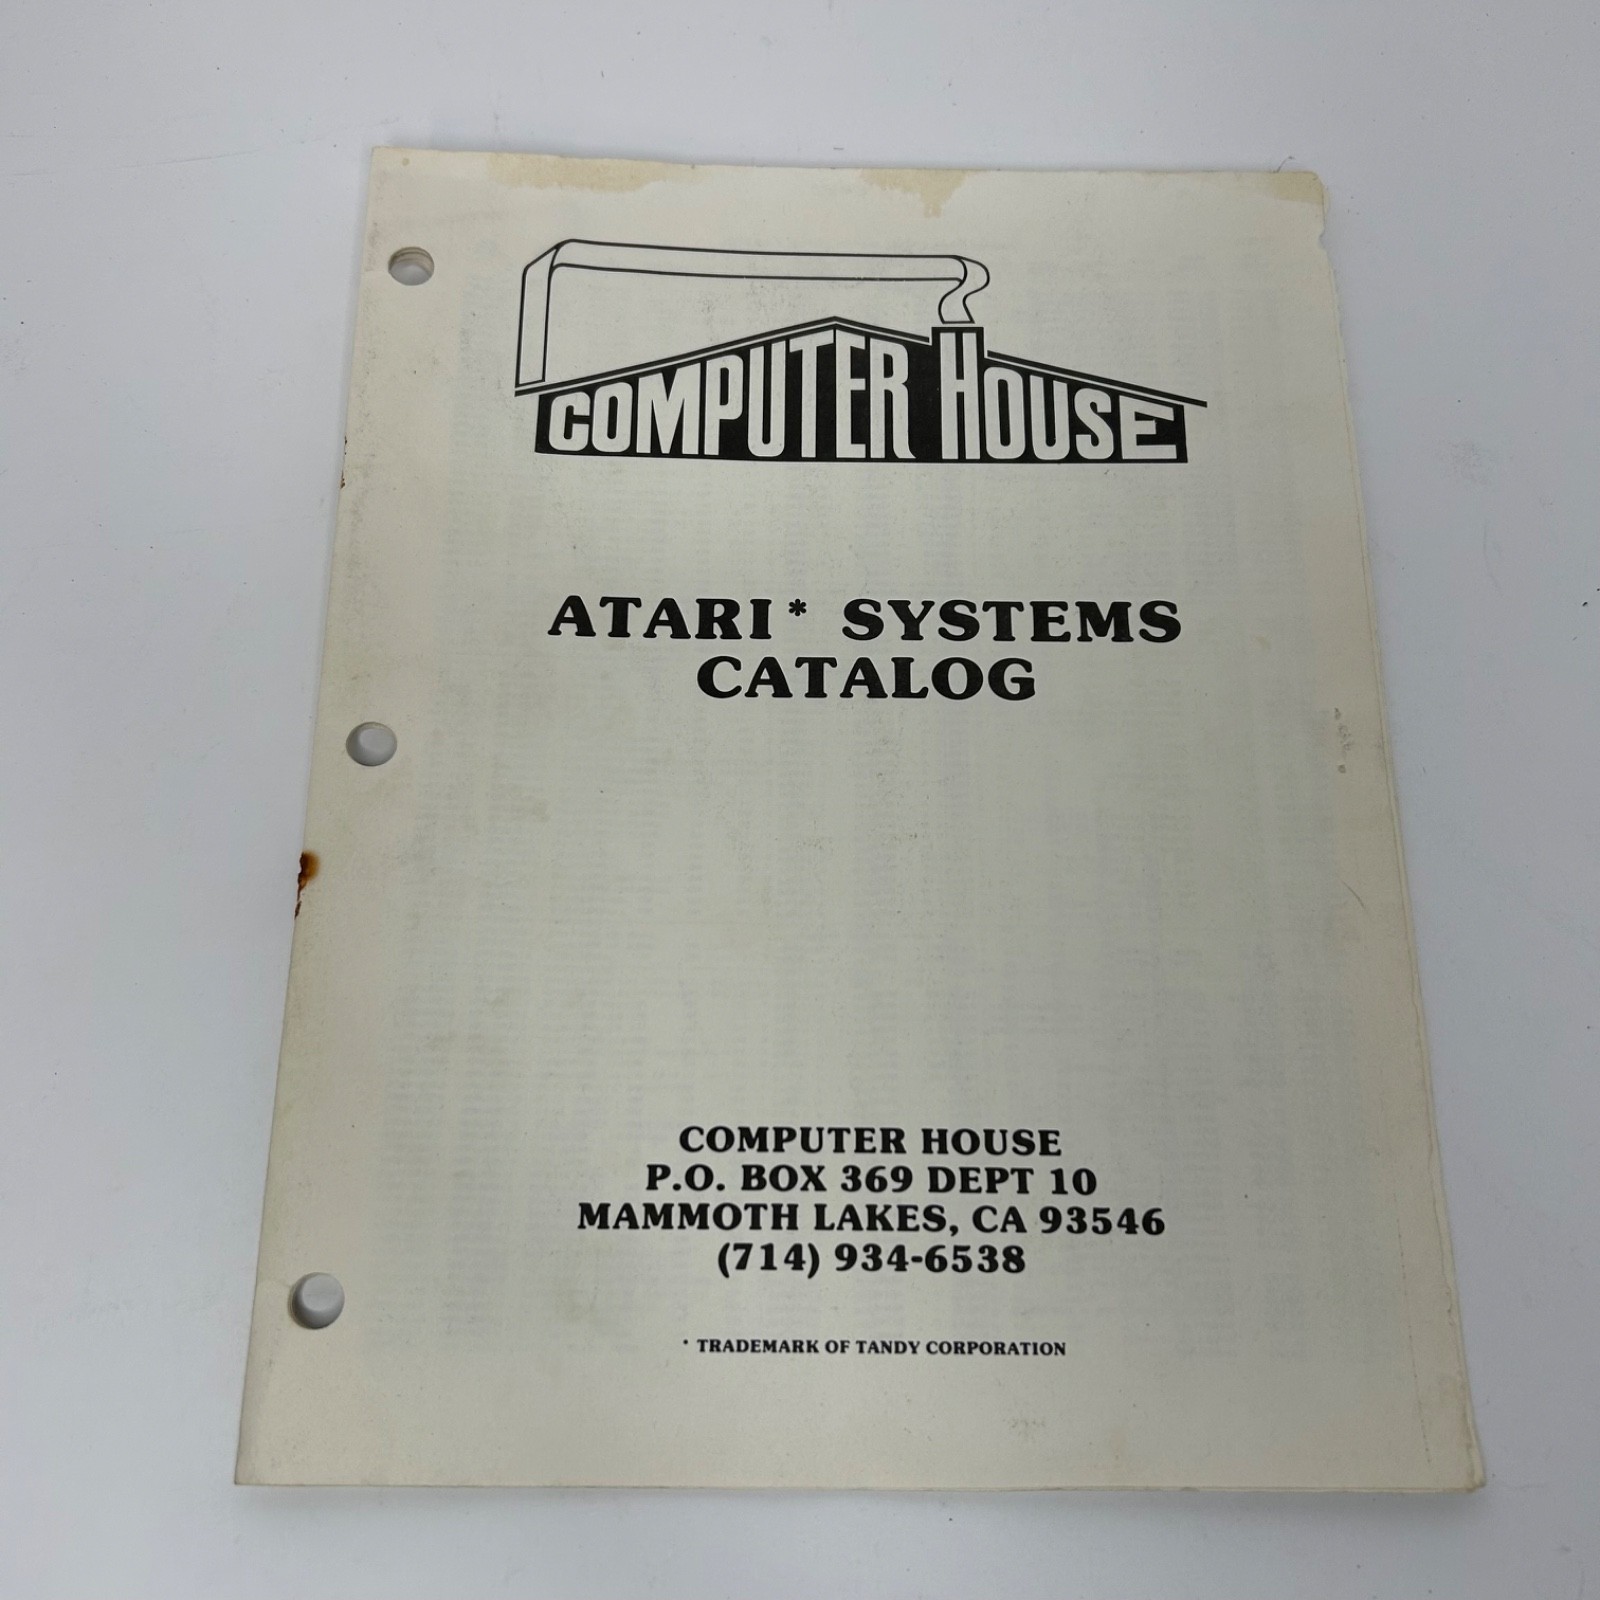 COMPUTER HOUSE
ATARI* SYSTEMS
CATALOG
COMPUTER HOUSE
P.O. BOX 369 DEPT 10
MAMMOTH LAKES, CA 93546
(714) 934-6538
* TRADEMARK OF TANDY CORPORATION